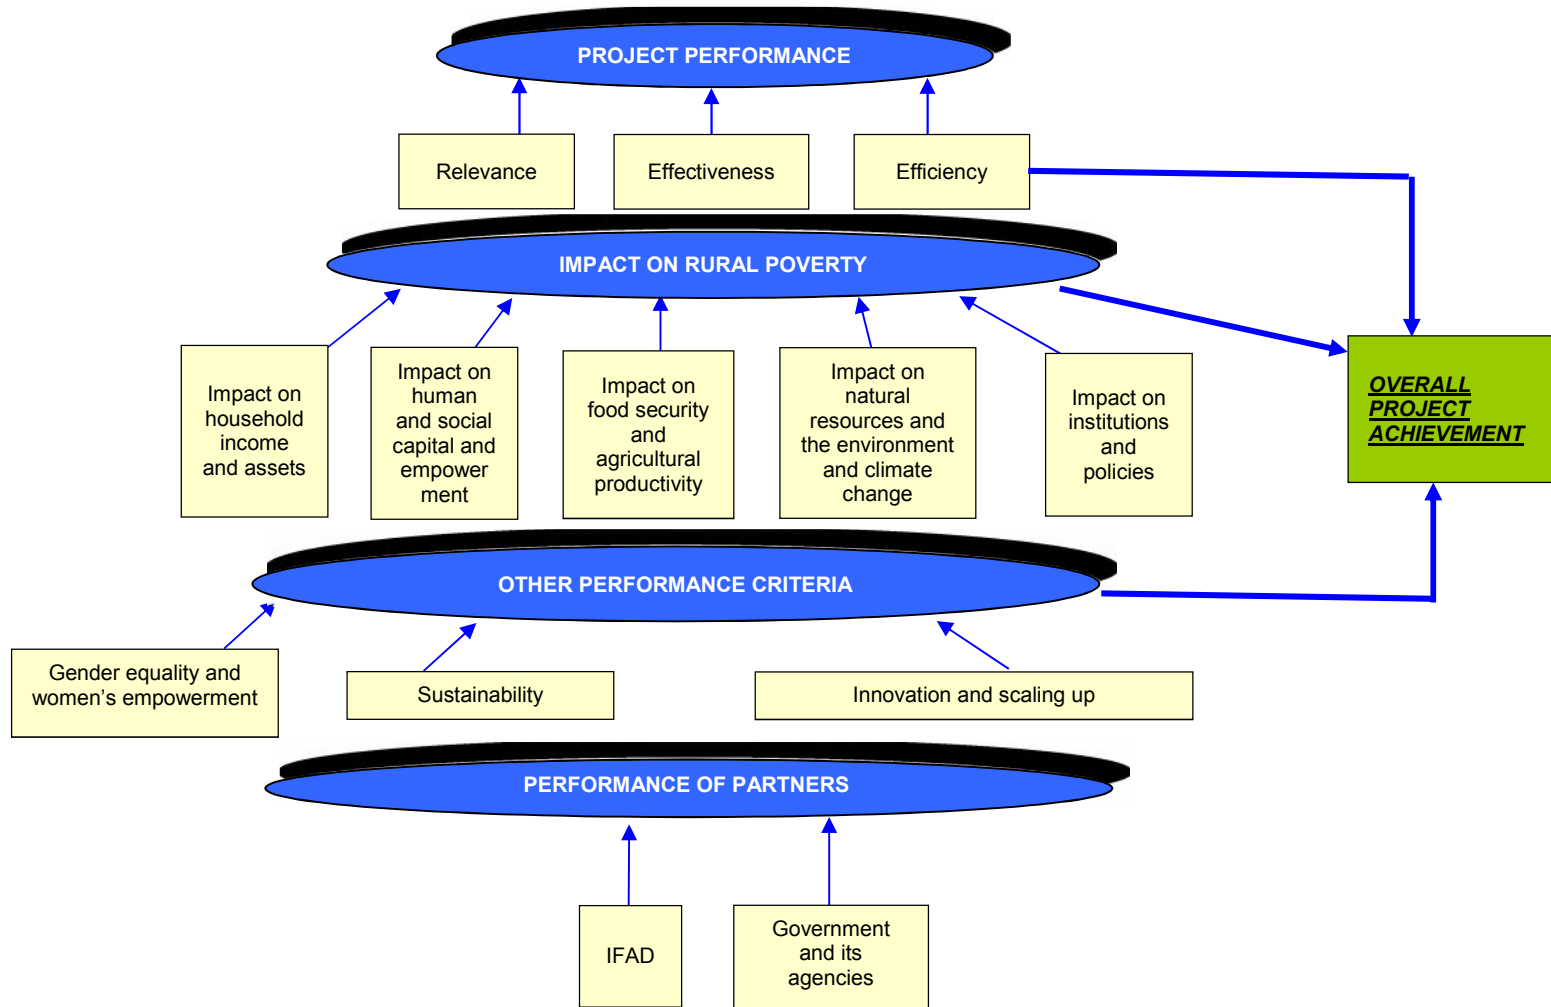 PROJECT PERFORMANCE
Relevance
Effectiveness
Efficiency
IMPACT ON RURAL POVERTY
Impact on
household
income
and assets
Impact on
human
and social
capital and
empower
ment
Impact on
food security
and
agricultural
productivity
Impact on
natural
resources and
the environment
and climate
change
Impact on
institutions
and
policies
OVERALL
PROJECT
ACHIEVEMENT
OTHER PERFORMANCE CRITERIA
Gender equality and
women’s empowerment
Sustainability
Innovation and scaling up
PERFORMANCE OF PARTNERS
IFAD
Government
and its
agencies